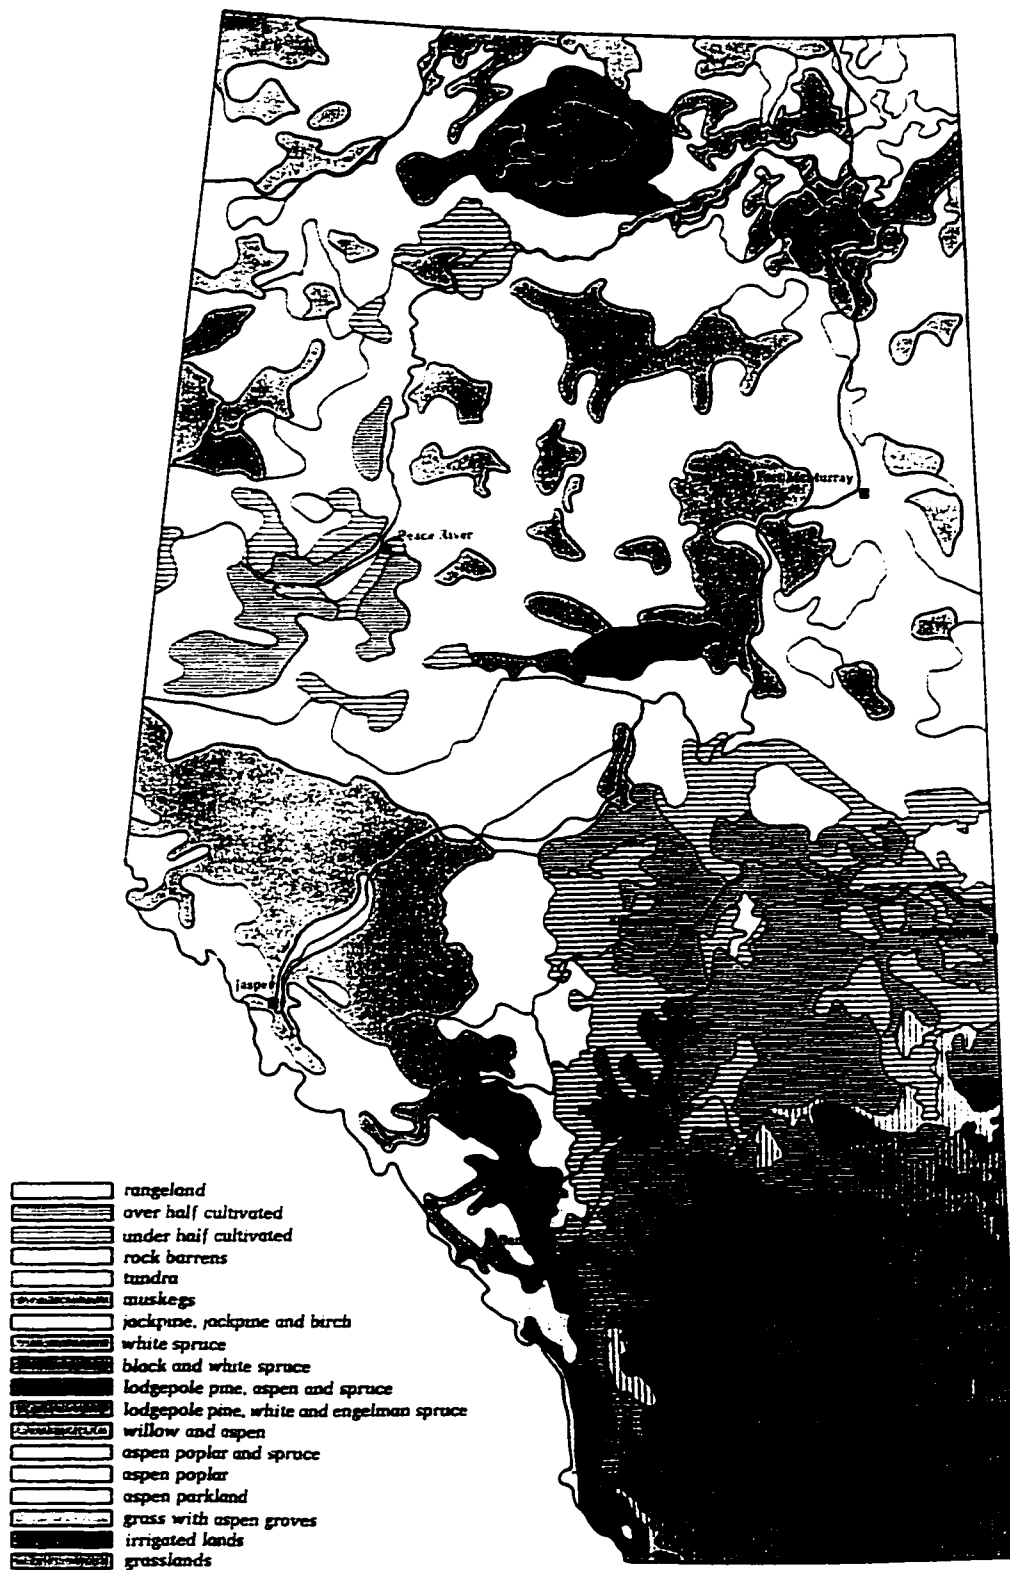 Fort McMurray
Peace River
Jasper
rangeland
over half cultivated
under half cultivated
rock barrens
tundra
muskegs
jackpine, jackpine and birch
white spruce
black and white spruce
lodgepole pine, aspen and spruce
lodgepole pine, white and engelman spruce
willow and aspen
aspen poplar and spruce
aspen poplar
aspen parkland
grass with aspen groves
irrigated lands
grasslands